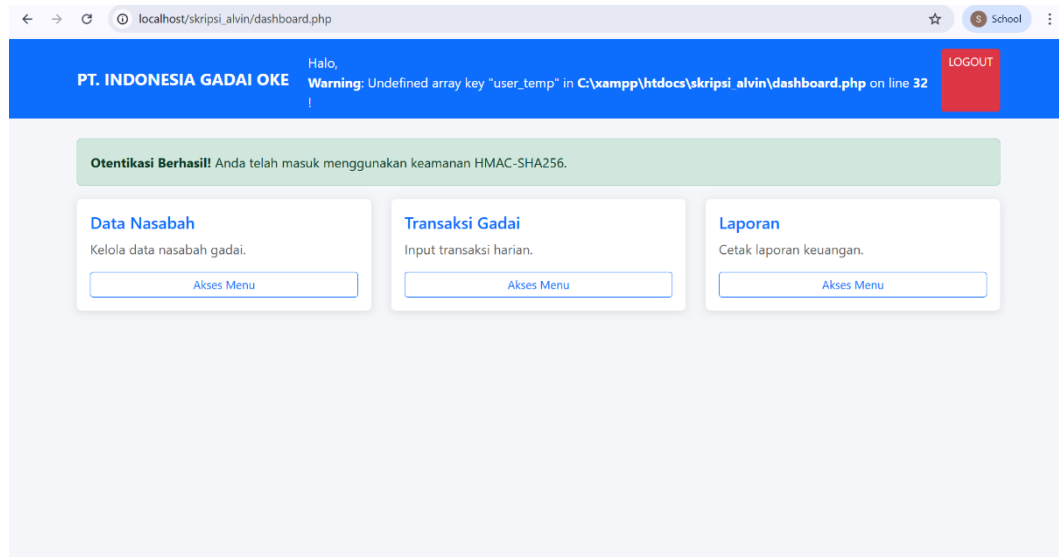 localhost/skripsi_alvin/dashboard.php
S School
PT. INDONESIA GADAI OKE
Halo,
Warning: Undefined array key "user_temp" in C:\xampp\htdocs\skripsi_alvin\dashboard.php on line 32
!
LOGOUT
Otentikasi Berhasil! Anda telah masuk menggunakan keamanan HMAC-SHA256.
Data Nasabah
Kelola data nasabah gadai.
Akses Menu
Transaksi Gadai
Input transaksi harian.
Akses Menu
Laporan
Cetak laporan keuangan.
Akses Menu